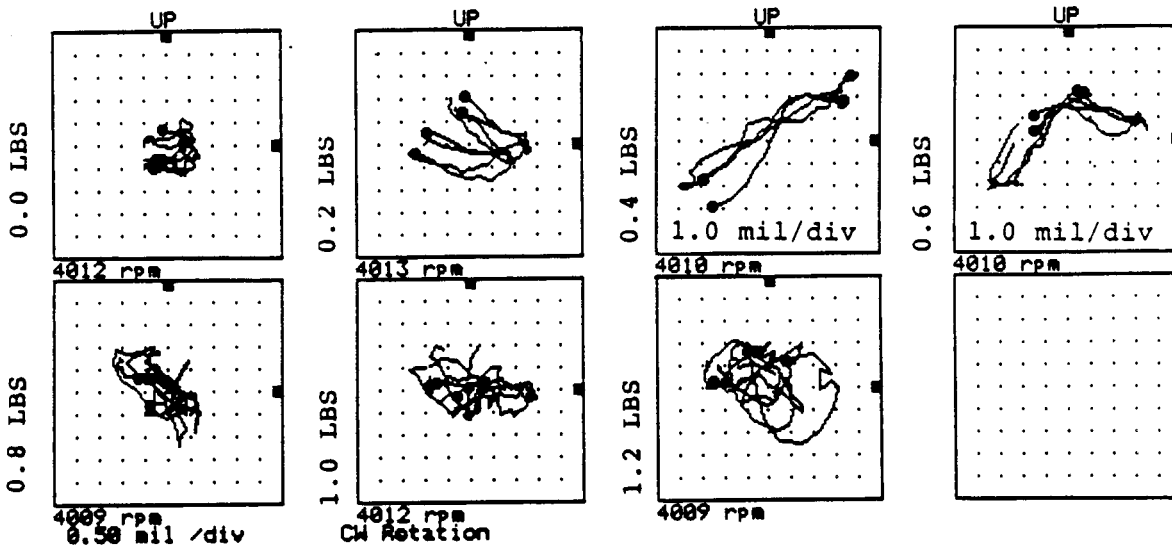 UP
UP
UP
UP
0.0 LBS
0.2 LBS
0.4 LBS
0.6 LBS
1.0 mil/div
1.0 mil/div
4012 rpm
4013 rpm
4010 rpm
4010 rpm
0.8 LBS
1.0 LBS
1.2 LBS
4009 rpm
4012 rpm
4009 rpm
0.50 mil /div
CW Rotation